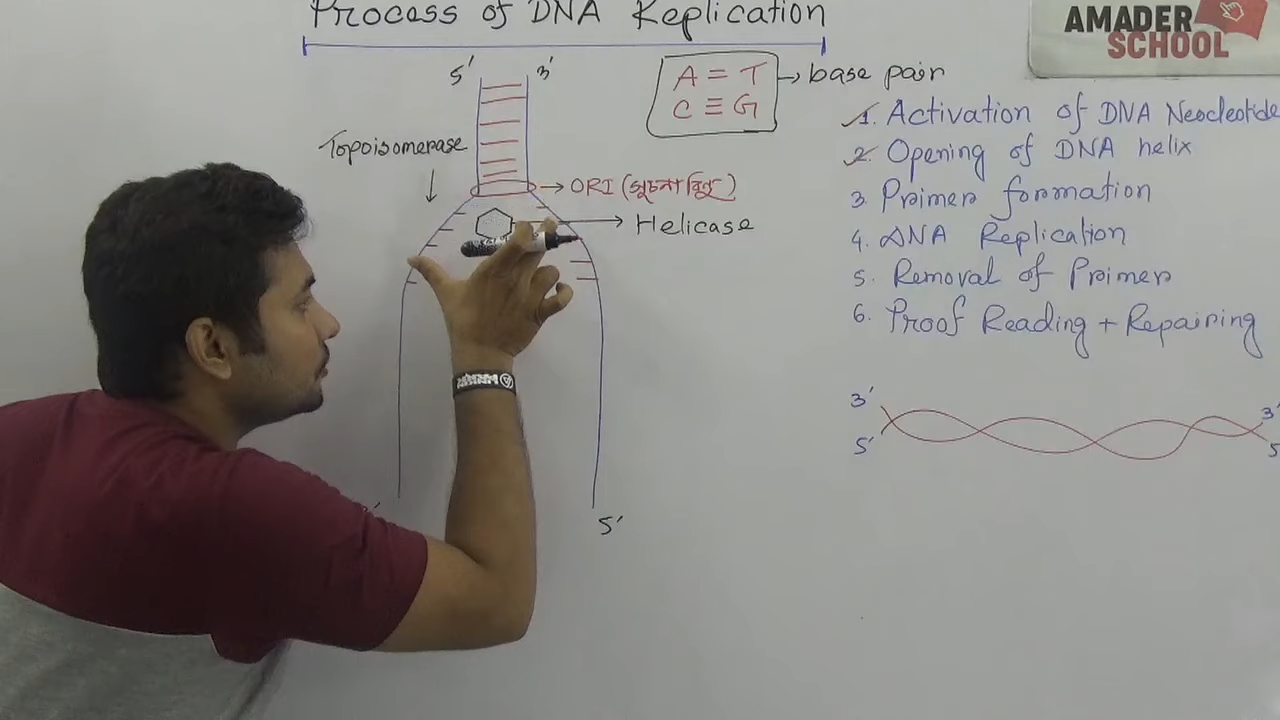 Process of DNA Replication
AMADER
SCHOOL
5' 3'
A = T → base pair
C ≡ G
Topoisomerase
→ ORI (সূচনা বিন্দু)
→ Helicase
1. Activation of DNA Neocleotide
2. Opening of DNA helix
3. Primer formation
4. DNA Replication
5. Removal of Primer
6. Proof Reading + Repairing
3' 3'
5' 5
5'